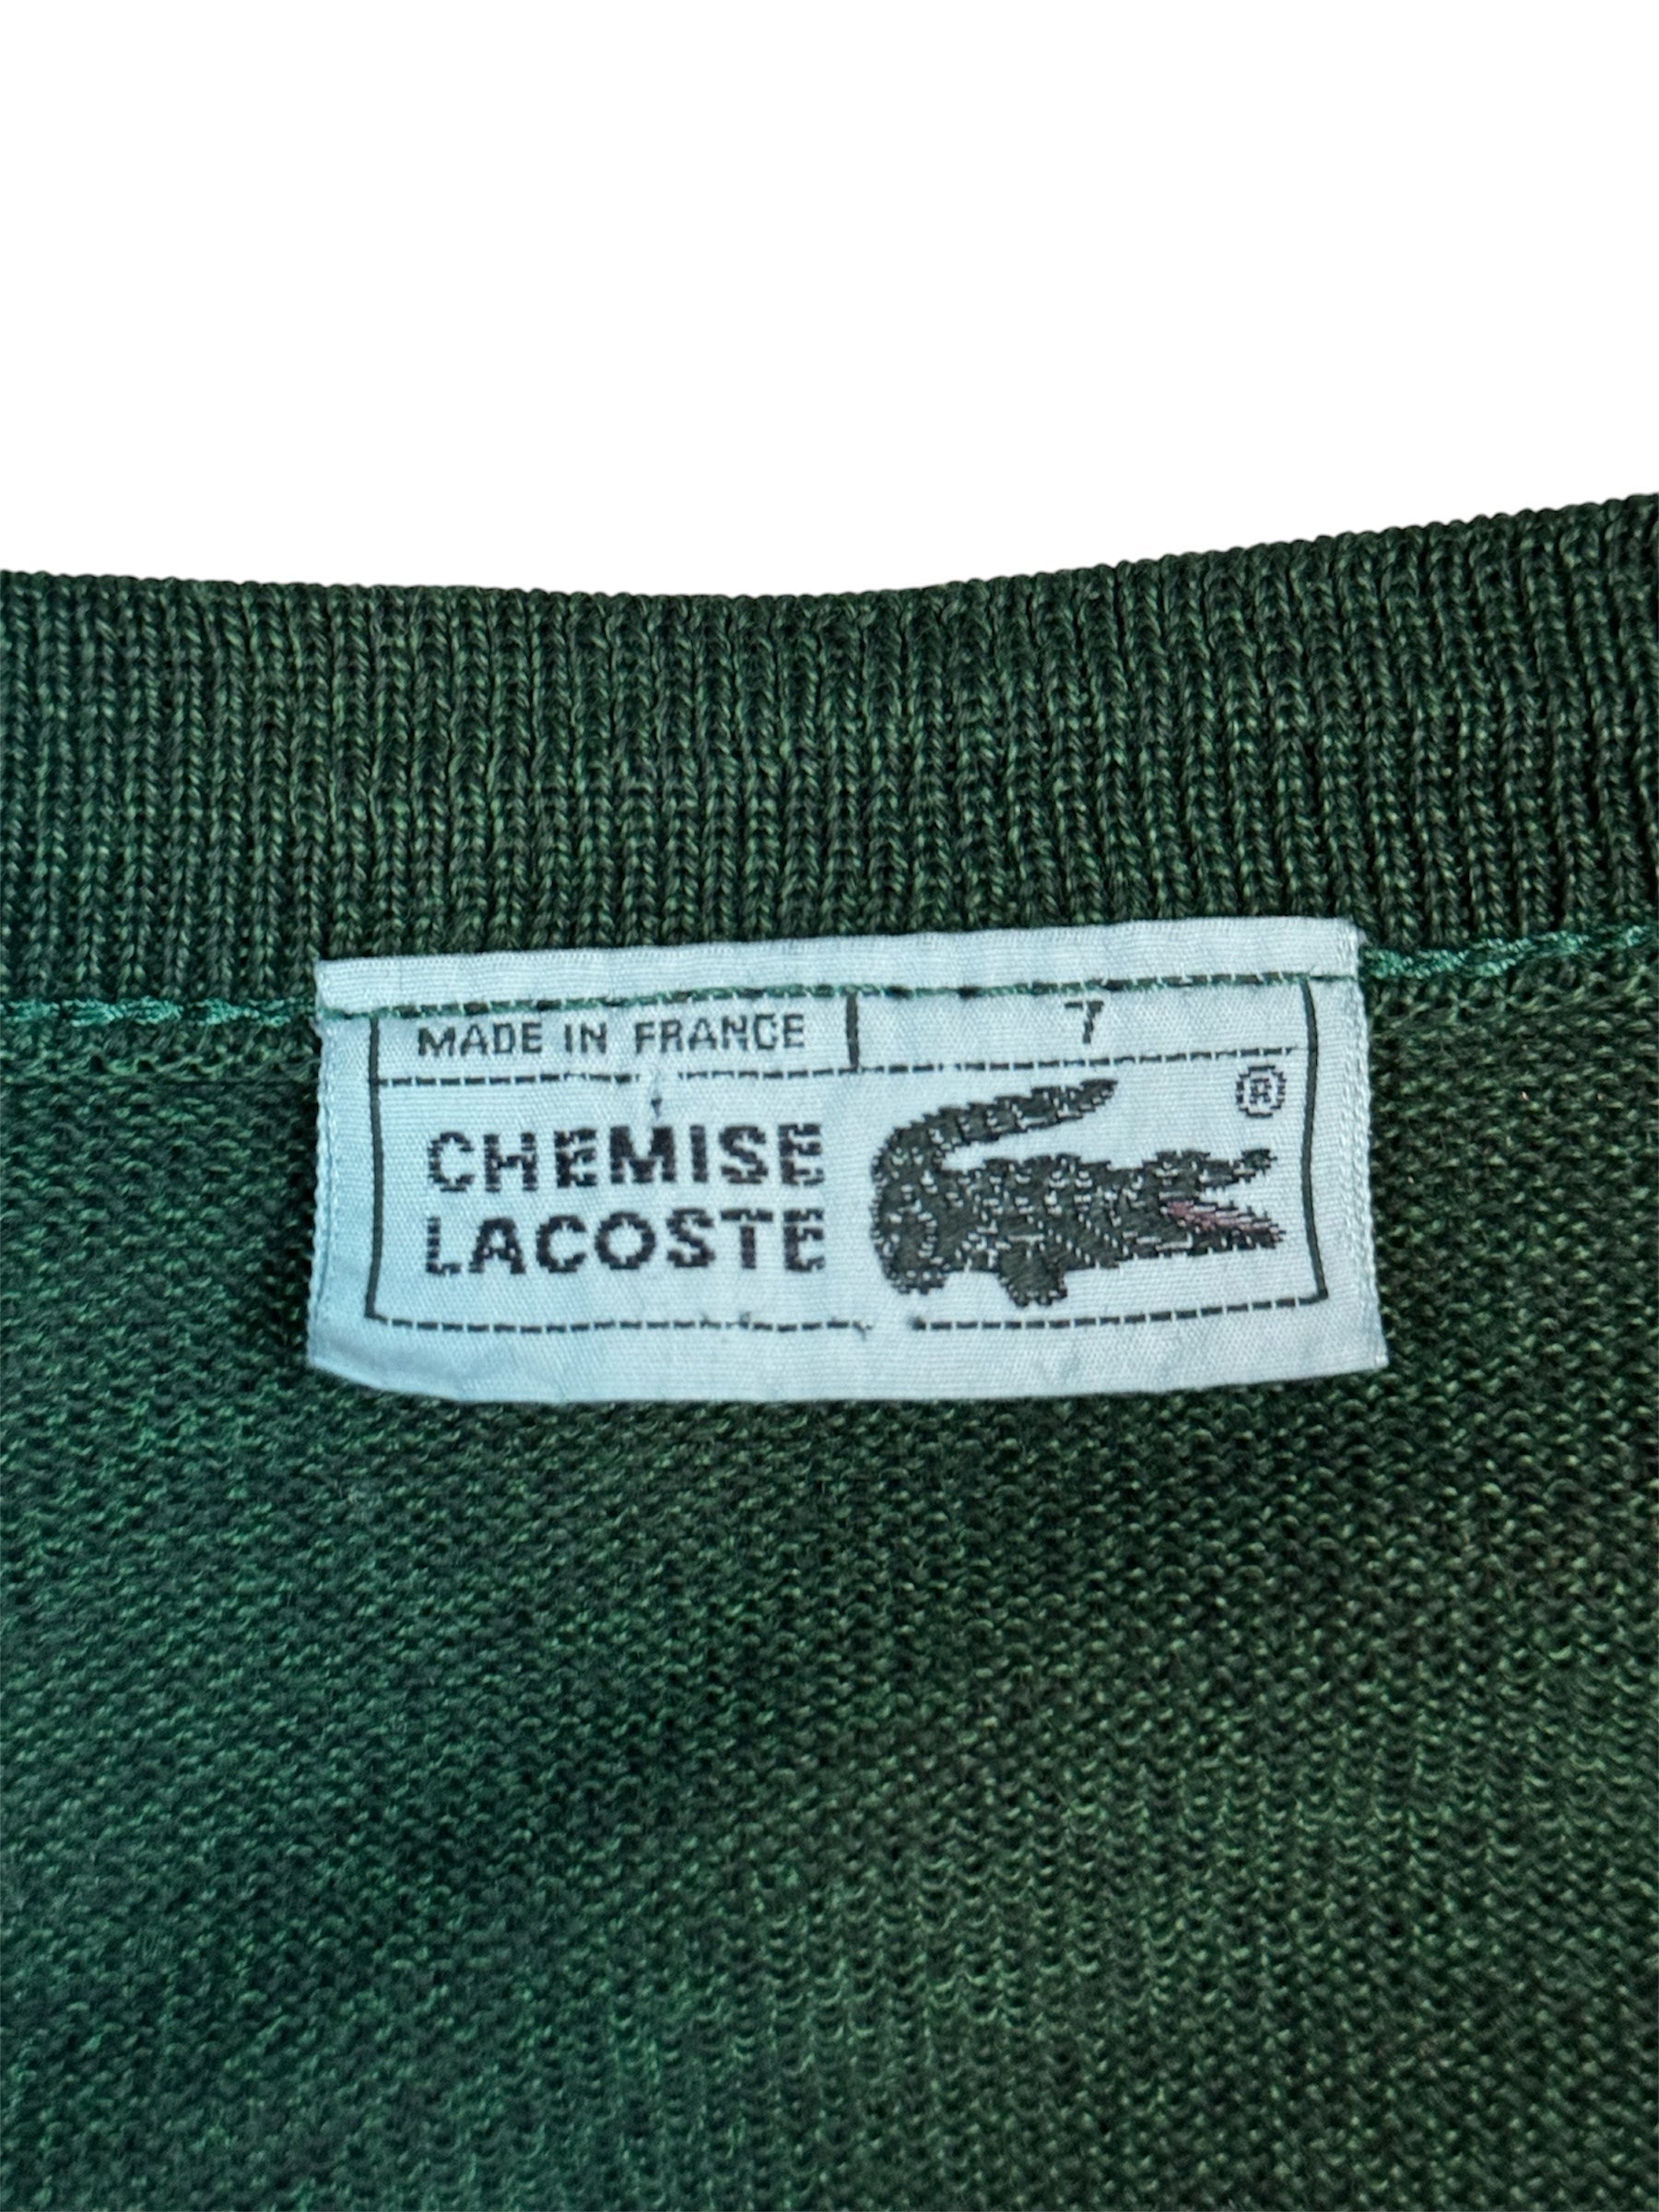 MADE IN FRANCE 7
®
CHEMISE
LACOSTE